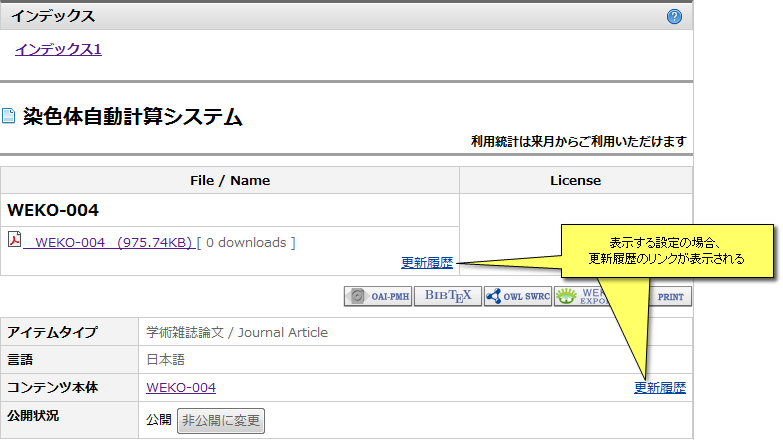 インデックス
?
インデックス1
染色体自動計算システム
利用統計は来月からご利用いただけます
File / Name
License
WEKO-004
WEKO-004 (975.74KB) [ 0 downloads ]
更新履歴
表示する設定の場合、
更新履歴のリンクが表示される
OAI-PMH
BIBTEX
OWL SWRC
PRINT
アイテムタイプ
学術雑誌論文 / Journal Article
言語
日本語
コンテンツ本体
WEKO-004
更新履歴
公開状況
公開
非公開に変更